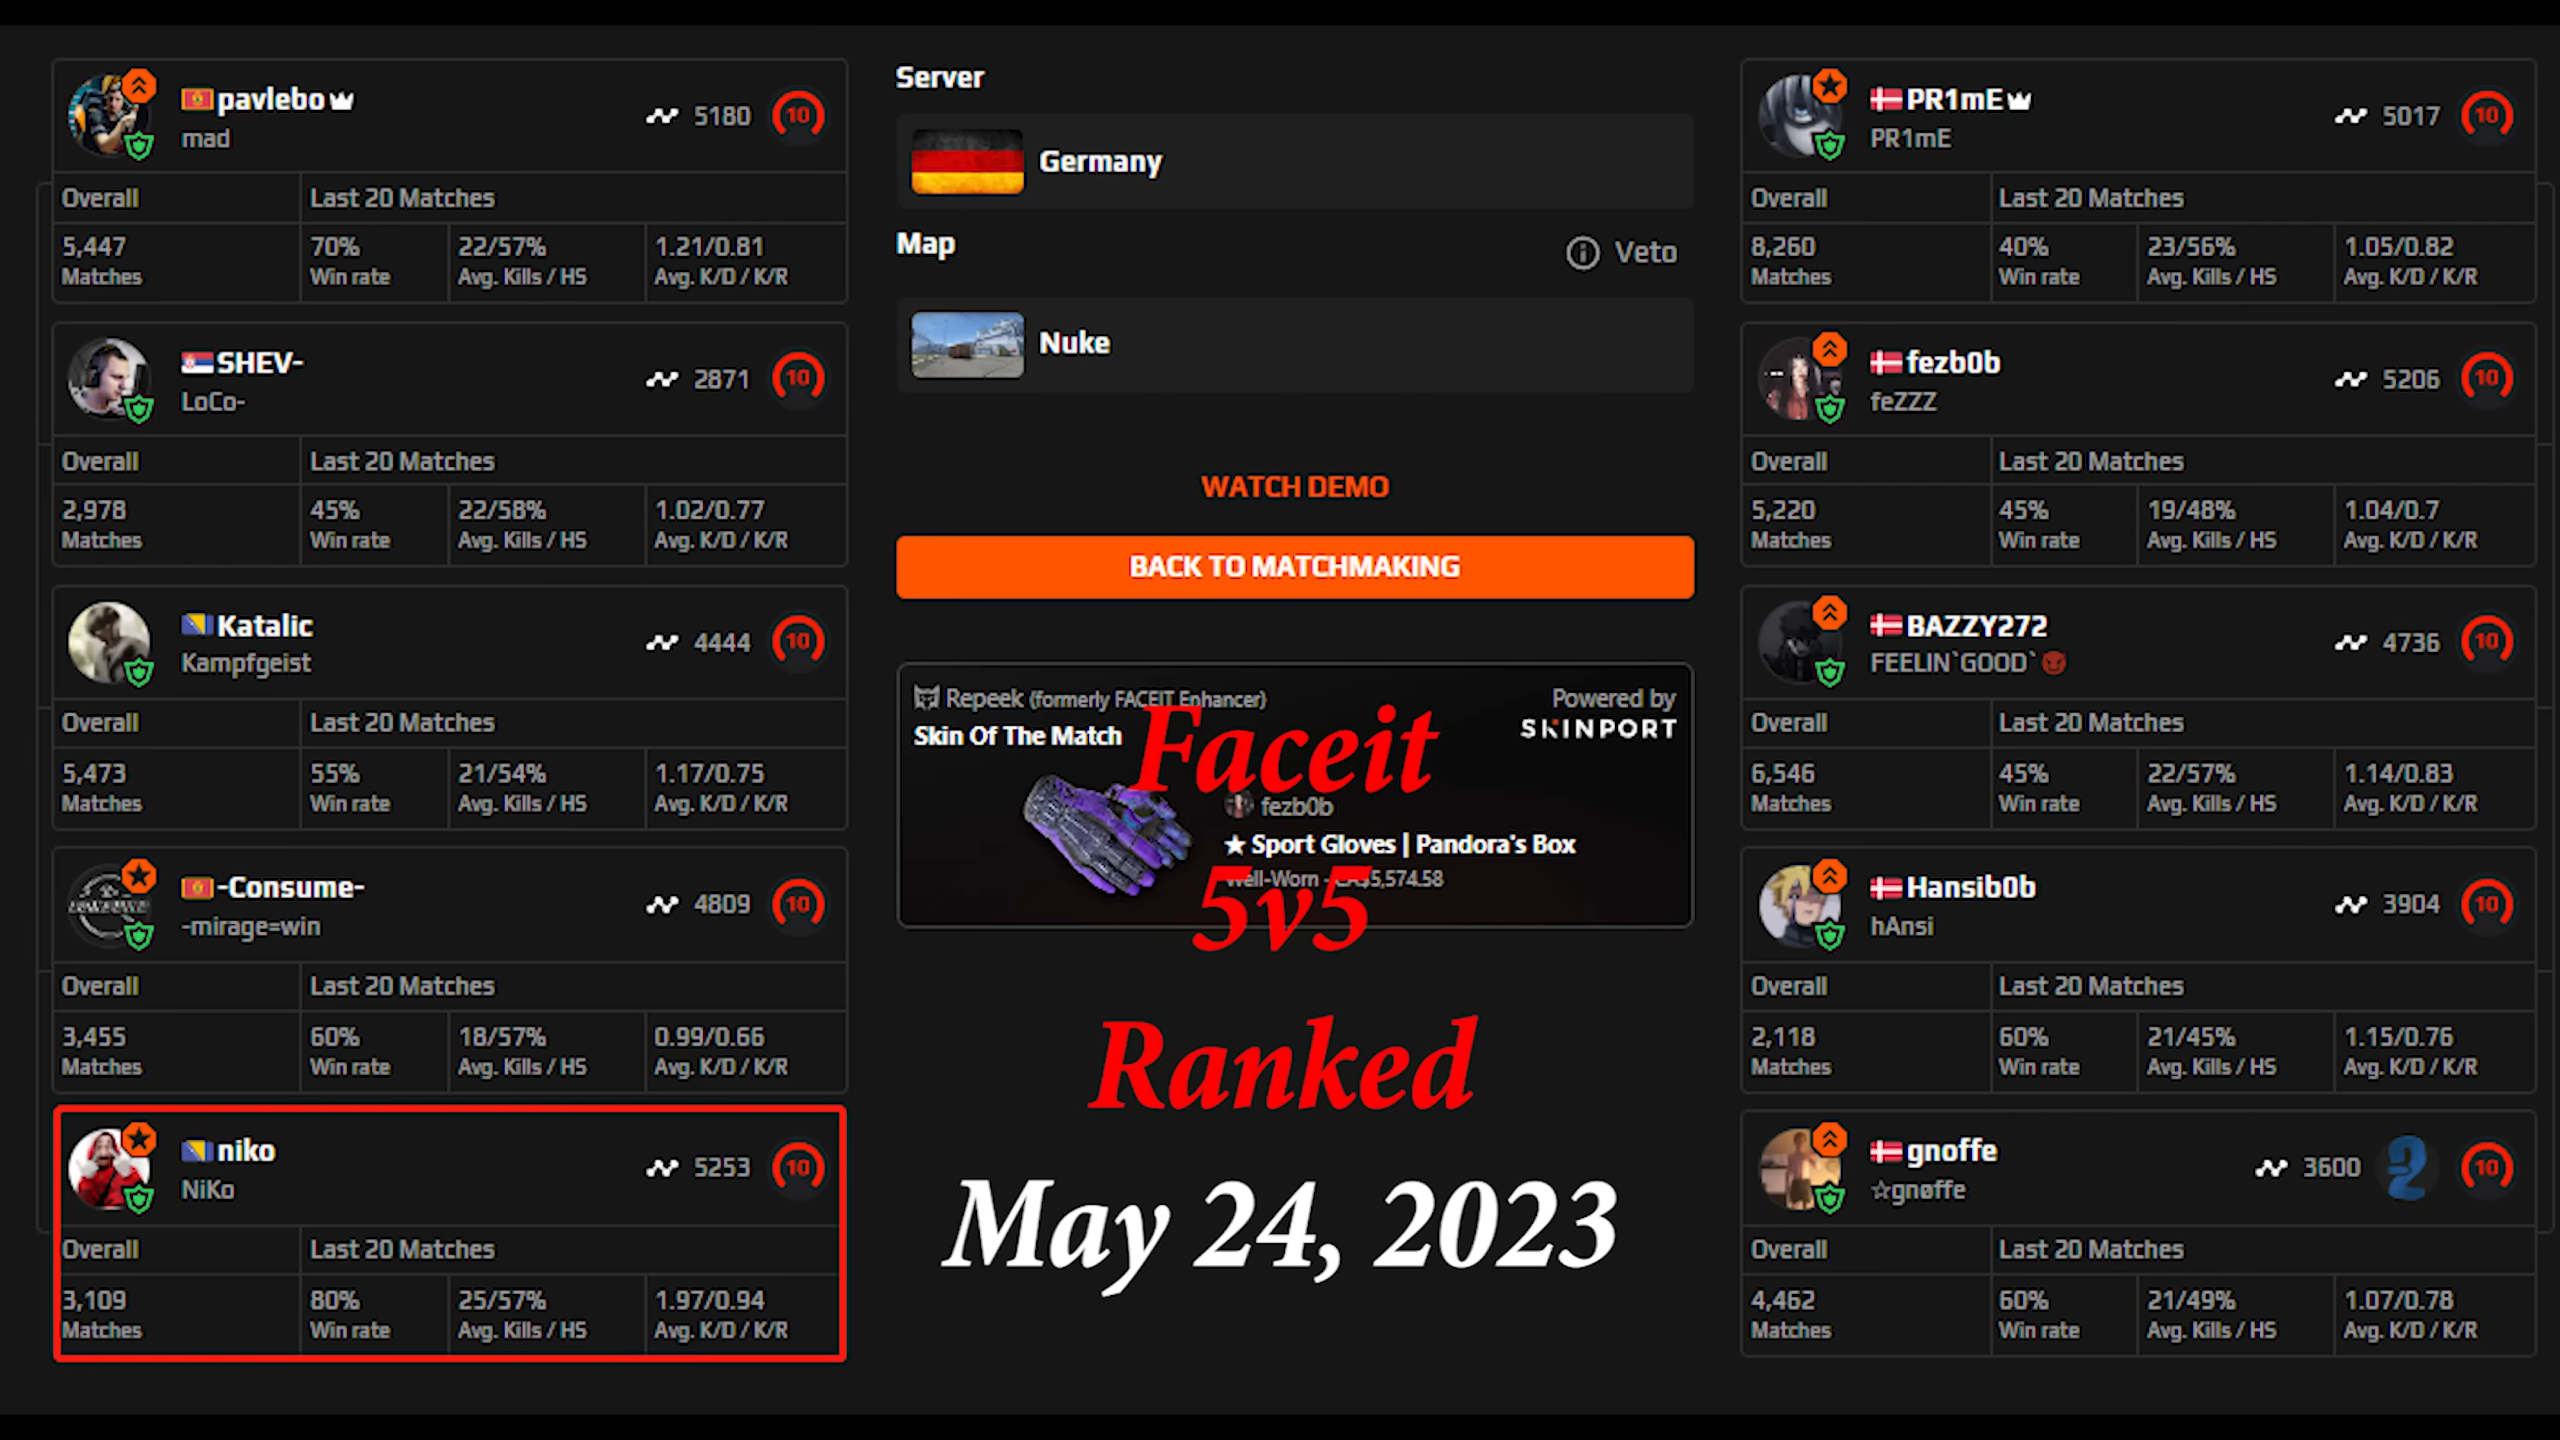 pavlebo
mad
5180
10
Overall
Last 20 Matches
5,447
Matches
70%
Win rate
22/57%
Avg. Kills / HS
1.21/0.81
Avg. K/D / K/R
SHEV-
LoCo-
2871
10
Overall
Last 20 Matches
2,978
Matches
45%
Win rate
22/58%
Avg. Kills / HS
1.02/0.77
Avg. K/D / K/R
Katalic
Kampfgeist
4444
10
Overall
Last 20 Matches
5,473
Matches
55%
Win rate
21/54%
Avg. Kills / HS
1.17/0.75
Avg. K/D / K/R
-Consume-
-mirage=win
4809
10
Overall
Last 20 Matches
3,455
Matches
60%
Win rate
18/57%
Avg. Kills / HS
0.99/0.66
Avg. K/D / K/R
niko
NiKo
5253
10
Overall
Last 20 Matches
3,109
Matches
80%
Win rate
25/57%
Avg. Kills / HS
1.97/0.94
Avg. K/D / K/R
Server
Germany
Map
Veto
Nuke
WATCH DEMO
BACK TO MATCHMAKING
Repeek (formerly FACEIT Enhancer)
Powered by
SKINPORT
Skin Of The Match
fezb0b
★ Sport Gloves | Pandora's Box
Well-Worn - CA$5,574.58
Faceit
5v5
Ranked
May 24, 2023
PR1mE
PR1mE
5017
10
Overall
Last 20 Matches
8,260
Matches
40%
Win rate
23/56%
Avg. Kills / HS
1.05/0.82
Avg. K/D / K/R
fezb0b
feZZZ
5206
10
Overall
Last 20 Matches
5,220
Matches
45%
Win rate
19/48%
Avg. Kills / HS
1.04/0.7
Avg. K/D / K/R
BAZZY272
FEELIN`GOOD`
4736
10
Overall
Last 20 Matches
6,546
Matches
45%
Win rate
22/57%
Avg. Kills / HS
1.14/0.83
Avg. K/D / K/R
Hansib0b
hAnsi
3904
10
Overall
Last 20 Matches
2,118
Matches
60%
Win rate
21/45%
Avg. Kills / HS
1.15/0.76
Avg. K/D / K/R
gnoffe
☆gnøffe
3600
2
10
Overall
Last 20 Matches
4,462
Matches
60%
Win rate
21/49%
Avg. Kills / HS
1.07/0.78
Avg. K/D / K/R